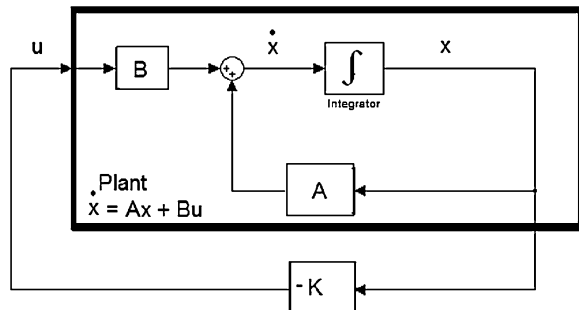 u
B
+
+
ẋ
∫
x
Integrator
A
Plant
ẋ = Ax + Bu
-K